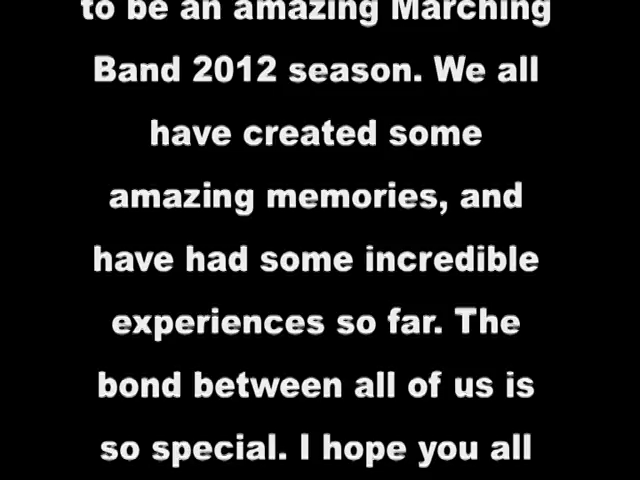 to be an amazing Marching
Band 2012 season. We all
have created some
amazing memories, and
have had some incredible
experiences so far. The
bond between all of us is
so special. I hope you all